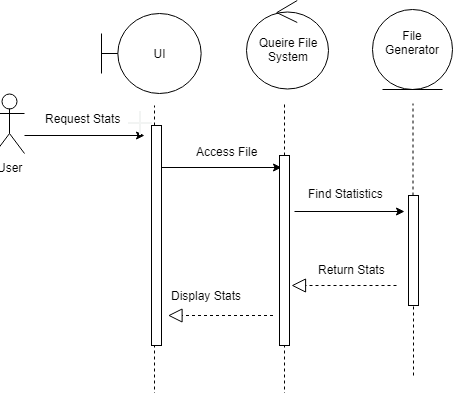 UI
Queire File
System
File
Generator
Request Stats
User
Access File
Find Statistics
Return Stats
Display Stats